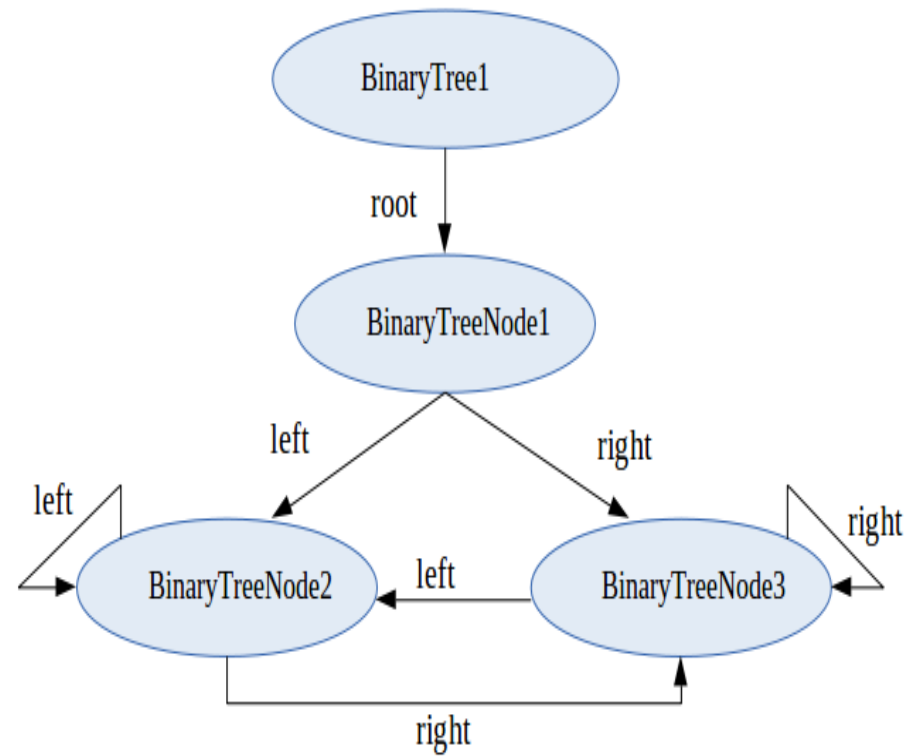 BinaryTree1
root
BinaryTreeNode1
left
right
left
right
BinaryTreeNode2
left
BinaryTreeNode3
right